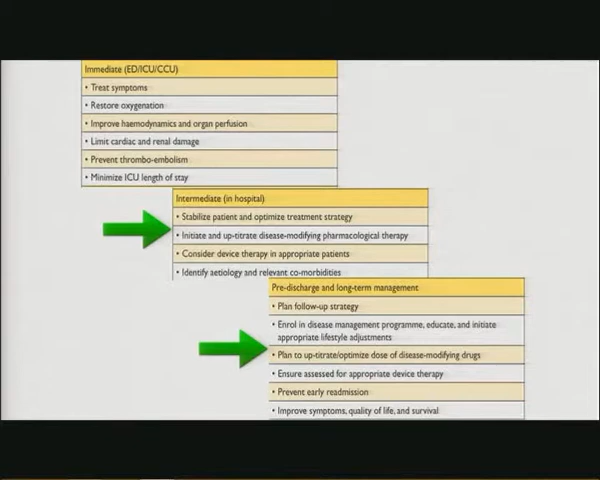 Immediate (ED/ICU/CCU)
• Treat symptoms
• Restore oxygenation
• Improve haemodynamics and organ perfusion
• Limit cardiac and renal damage
• Prevent thrombo-embolism
• Minimize ICU length of stay
Intermediate (in hospital)
• Stabilize patient and optimize treatment strategy
• Initiate and up-titrate disease-modifying pharmacological therapy
• Consider device therapy in appropriate patients
• Identify aetiology and relevant co-morbidities
Pre-discharge and long-term management
• Plan follow-up strategy
• Enrol in disease management programme, educate, and initiate
appropriate lifestyle adjustments
• Plan to up-titrate/optimize dose of disease-modifying drugs
• Ensure assessed for appropriate device therapy
• Prevent early readmission
• Improve symptoms, quality of life, and survival